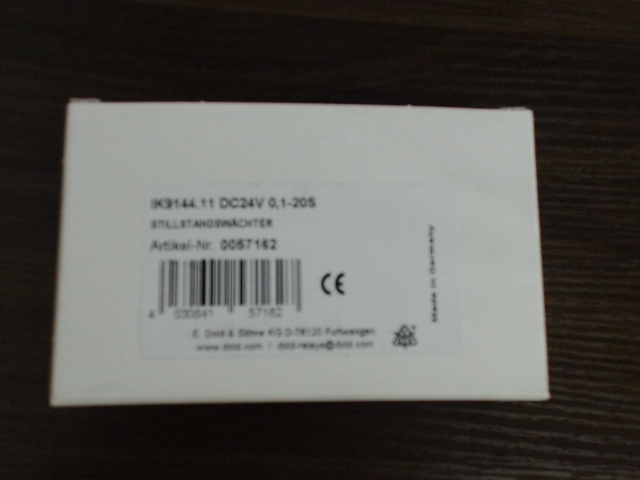 IK9144.11 DC24V 0,1-20S
STILLSTANDSWÄCHTER
Artikel-Nr. 0057162
CE
4 030641 57162
Made in Germany
E. Dold & Söhne KG D-78120 Furtwangen
www.dold.com / dold-relays@dold.com